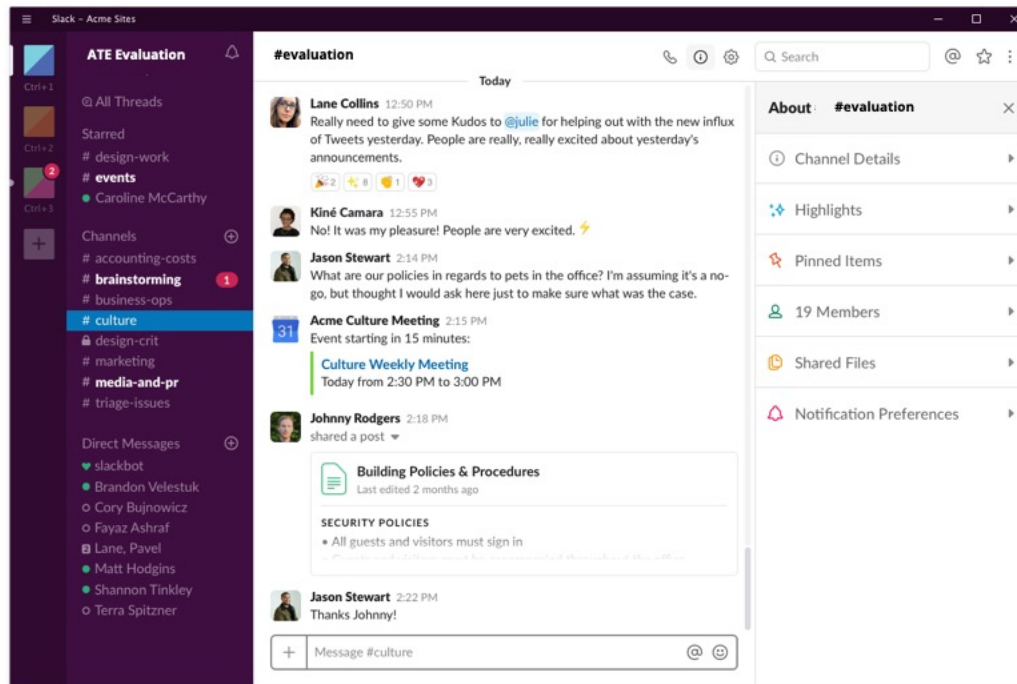 Slack - Acme Sites
Ctrl+1
Ctrl+2
2
Ctrl+3
ATE Evaluation
All Threads
Starred
# design-work
# events
Caroline McCarthy
Channels
# accounting-costs
# brainstorming 1
# business-ops
# culture
design-crit
# marketing
# media-and-pr
# triage-issues
Direct Messages
slackbot
Brandon Velestuk
Cory Bujnowicz
Fayaz Ashraf
2 Lane, Pavel
Matt Hodgins
Shannon Tinkley
Terra Spitzner
#evaluation
Search
Today
Lane Collins 12:50 PM
Really need to give some Kudos to @julie for helping out with the new influx
of Tweets yesterday. People are really, really excited about yesterday's
announcements.
2 8 1 3
Kiné Camara 12:55 PM
No! It was my pleasure! People are very excited.
Jason Stewart 2:14 PM
What are our policies in regards to pets in the office? I'm assuming it's a no-
go, but thought I would ask here just to make sure what was the case.
31
Acme Culture Meeting 2:15 PM
Event starting in 15 minutes:
Culture Weekly Meeting
Today from 2:30 PM to 3:00 PM
Johnny Rodgers 2:18 PM
shared a post
Building Policies & Procedures
Last edited 2 months ago
SECURITY POLICIES
• All guests and visitors must sign in
Jason Stewart 2:22 PM
Thanks Johnny!
Message #culture
About #evaluation
Channel Details
Highlights
Pinned Items
19 Members
Shared Files
Notification Preferences